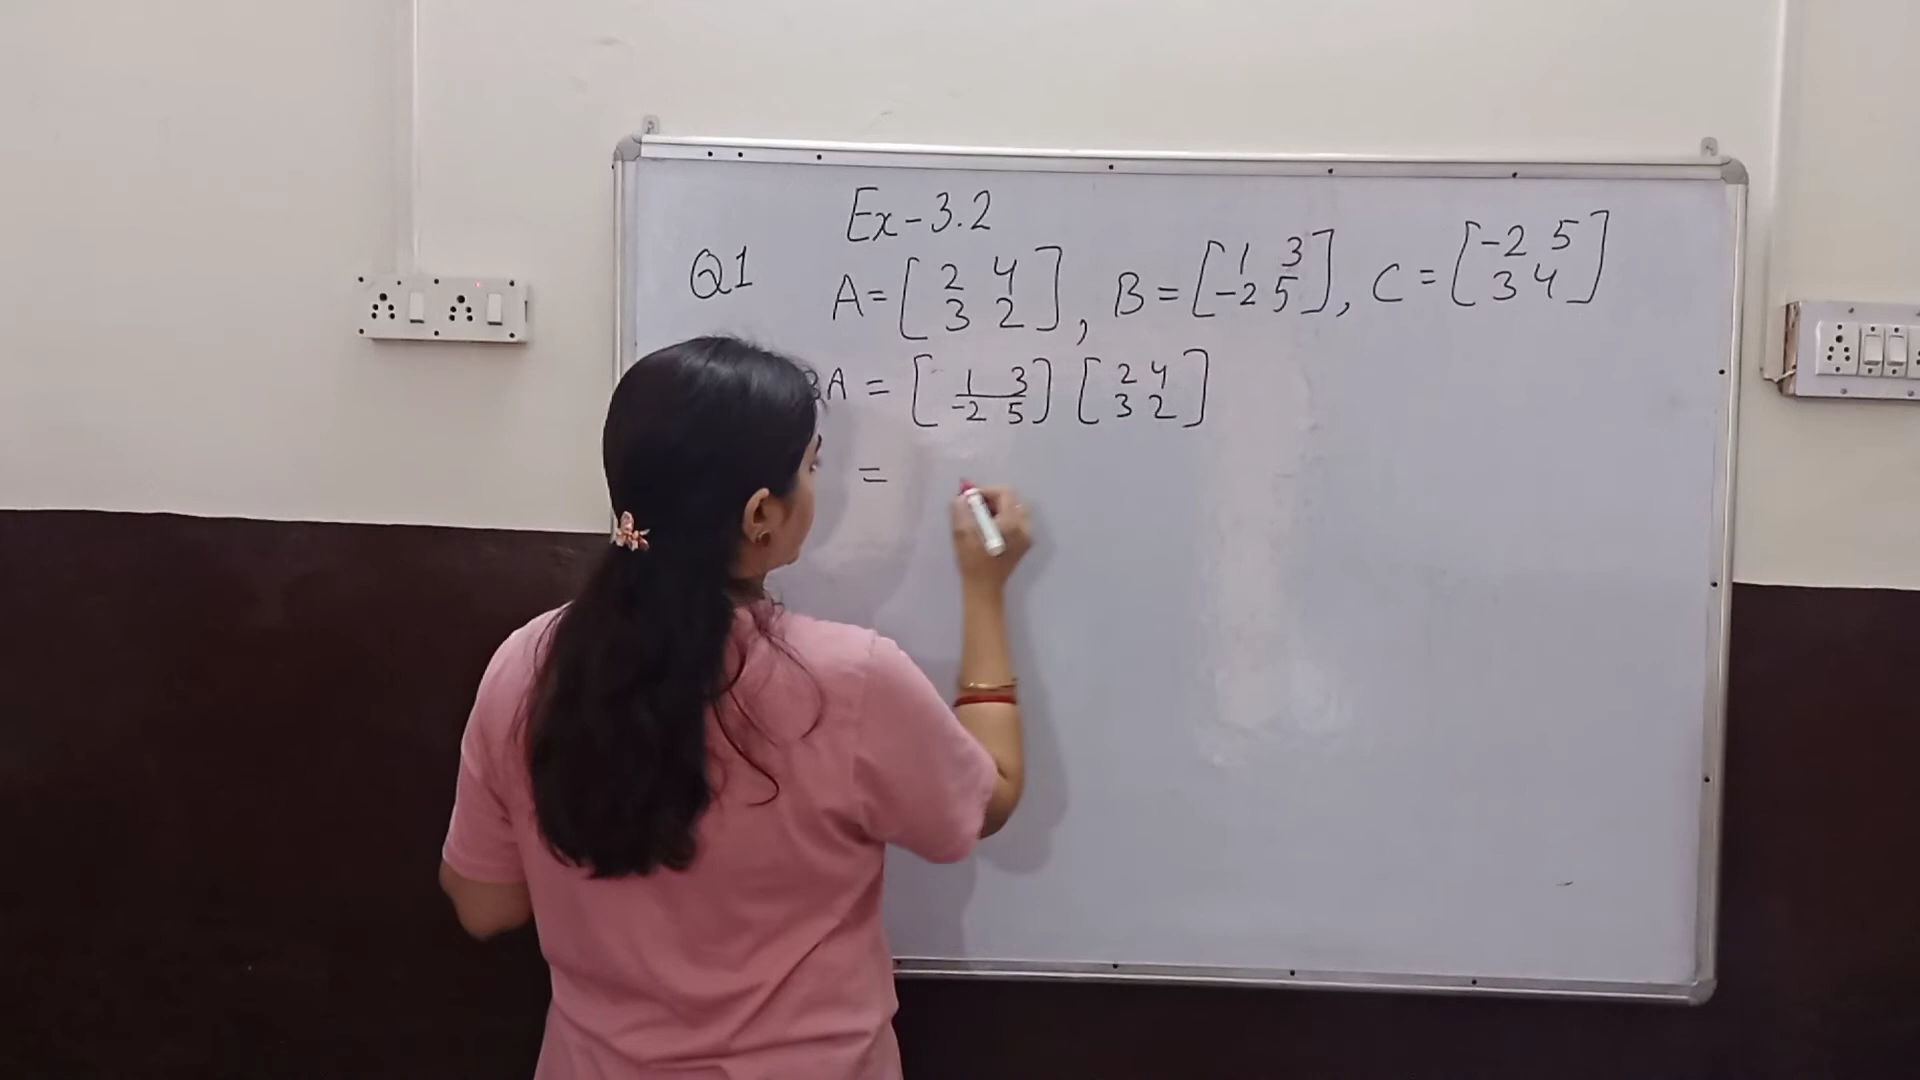 Ex-3.2
Q1 A = [ 2 4 3 2 ], B = [ 1 3 -2 5 ], C = [ -2 5 3 4 ]
BA = [ 1 3 -2 5 ] [ 2 4 3 2 ]
=